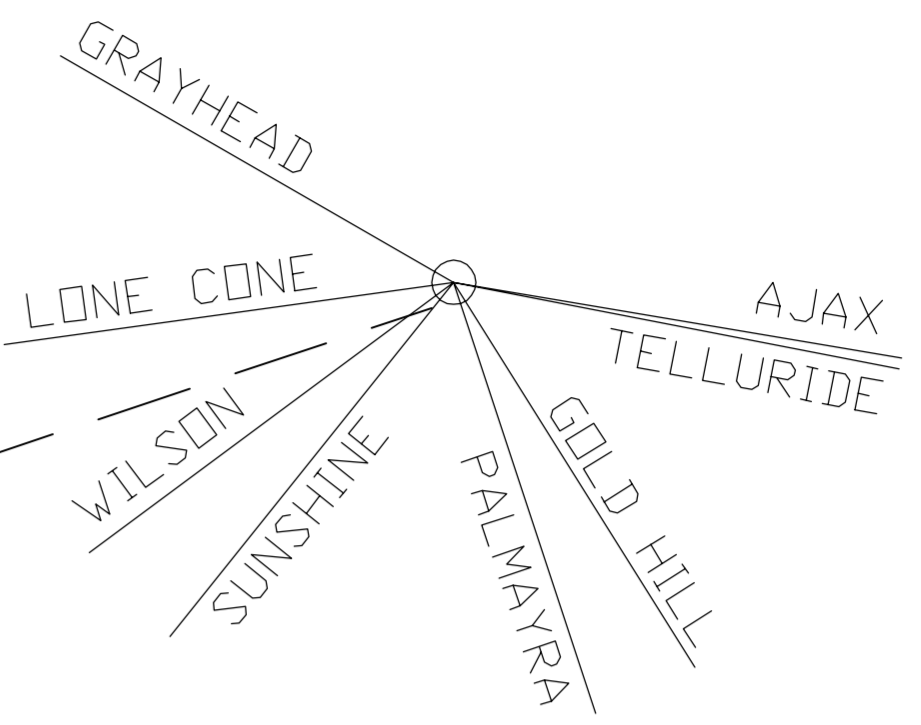 GRAYHEAD
LONE CONE
AJAX
TELLURIDE
WILSON
SUNSHINE
GOLD HILL
PALMAYRA